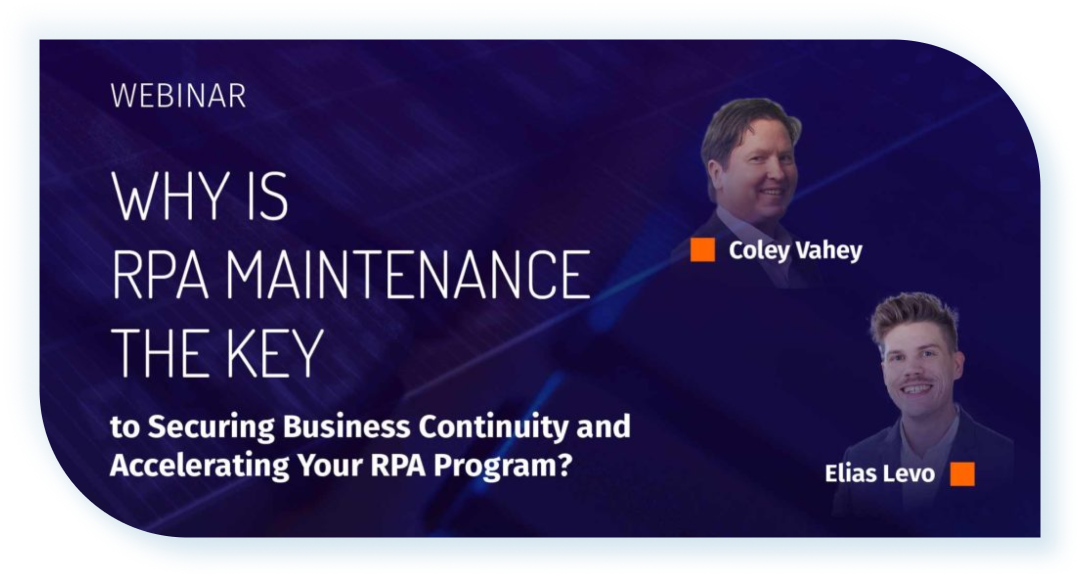 WEBINAR
WHY IS
RPA MAINTENANCE
THE KEY
to Securing Business Continuity and
Accelerating Your RPA Program?
Coley Vahey
Elias Levo